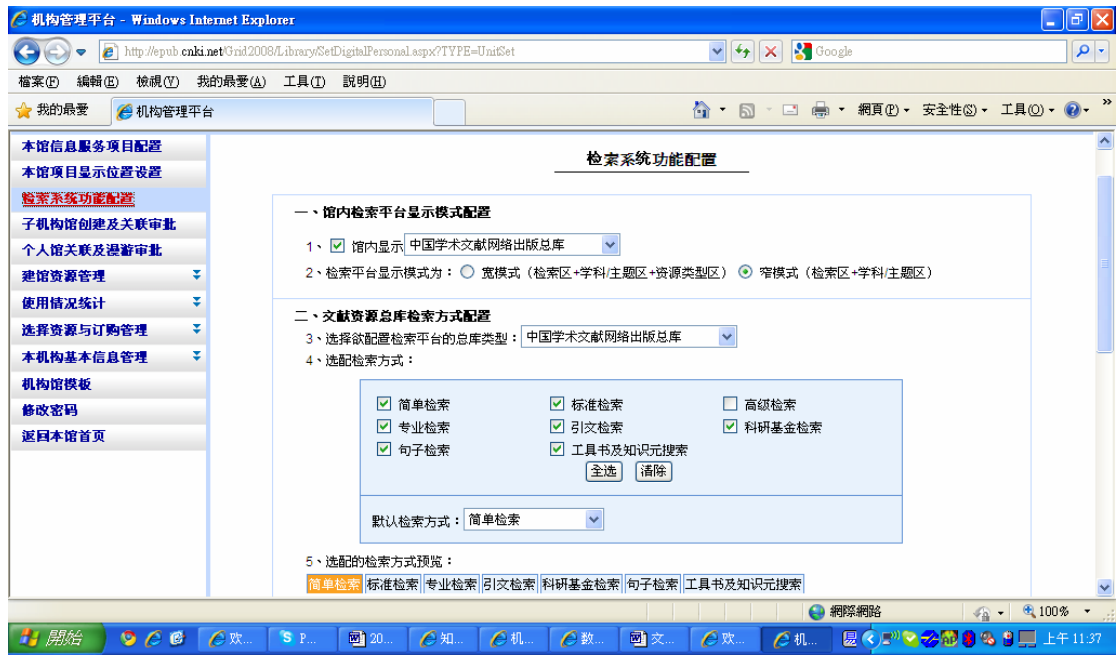 机构管理平台 - Windows Internet Explorer
http://epub.cnki.net/Grid2008/Library/SetDigitalPersonal.aspx?TYPE=UnitSet
Google
檔案(F) 編輯(E) 檢視(V) 我的最愛(A) 工具(T) 說明(H)
我的最愛 机构管理平台 網頁(P) 安全性(S) 工具(O)
本馆信息服务项目配置
本馆项目显示位置设置
检索系统功能配置
子机构馆创建及关联审批
个人馆关联及漫游审批
建馆资源管理
使用情况统计
选择资源与订购管理
本机构基本信息管理
机构馆模板
修改密码
返回本馆首页
检索系统功能配置
一、馆内检索平台显示模式配置
1、 馆内显示 中国学术文献网络出版总库
2、检索平台显示模式为： 宽模式（检索区+学科/主题区+资源类型区） 窄模式（检索区+学科/主题区）
二、文献资源总库检索方式配置
3、选择欲配置检索平台的总库类型： 中国学术文献网络出版总库
4、选配检索方式：
简单检索 标准检索 高级检索
专业检索 引文检索 科研基金检索
句子检索 工具书及知识元搜索
全选 清除
默认检索方式： 简单检索
5、选配的检索方式预览：
简单检索 标准检索 专业检索 引文检索 科研基金检索 句子检索 工具书及知识元搜索
網際網路 100%
開始 欢... S P... 20... 知... 机... 数... 文... 欢... 机... 上午 11:37